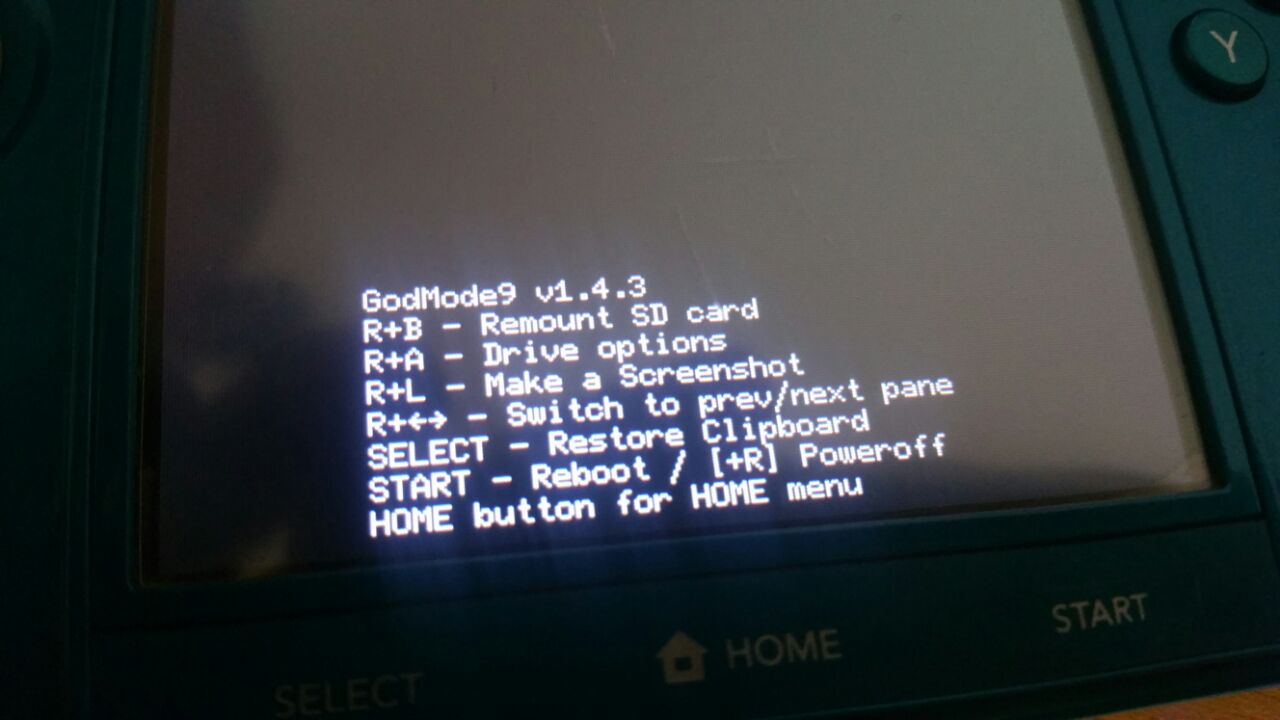 Y
GodMode9 v1.4.3
R+B - Remount SD card
R+A - Drive options
R+L - Make a Screenshot
R+←→ - Switch to prev/next pane
SELECT - Restore Clipboard
START - Reboot / [+R] Poweroff
HOME button for HOME menu
SELECT
HOME
START